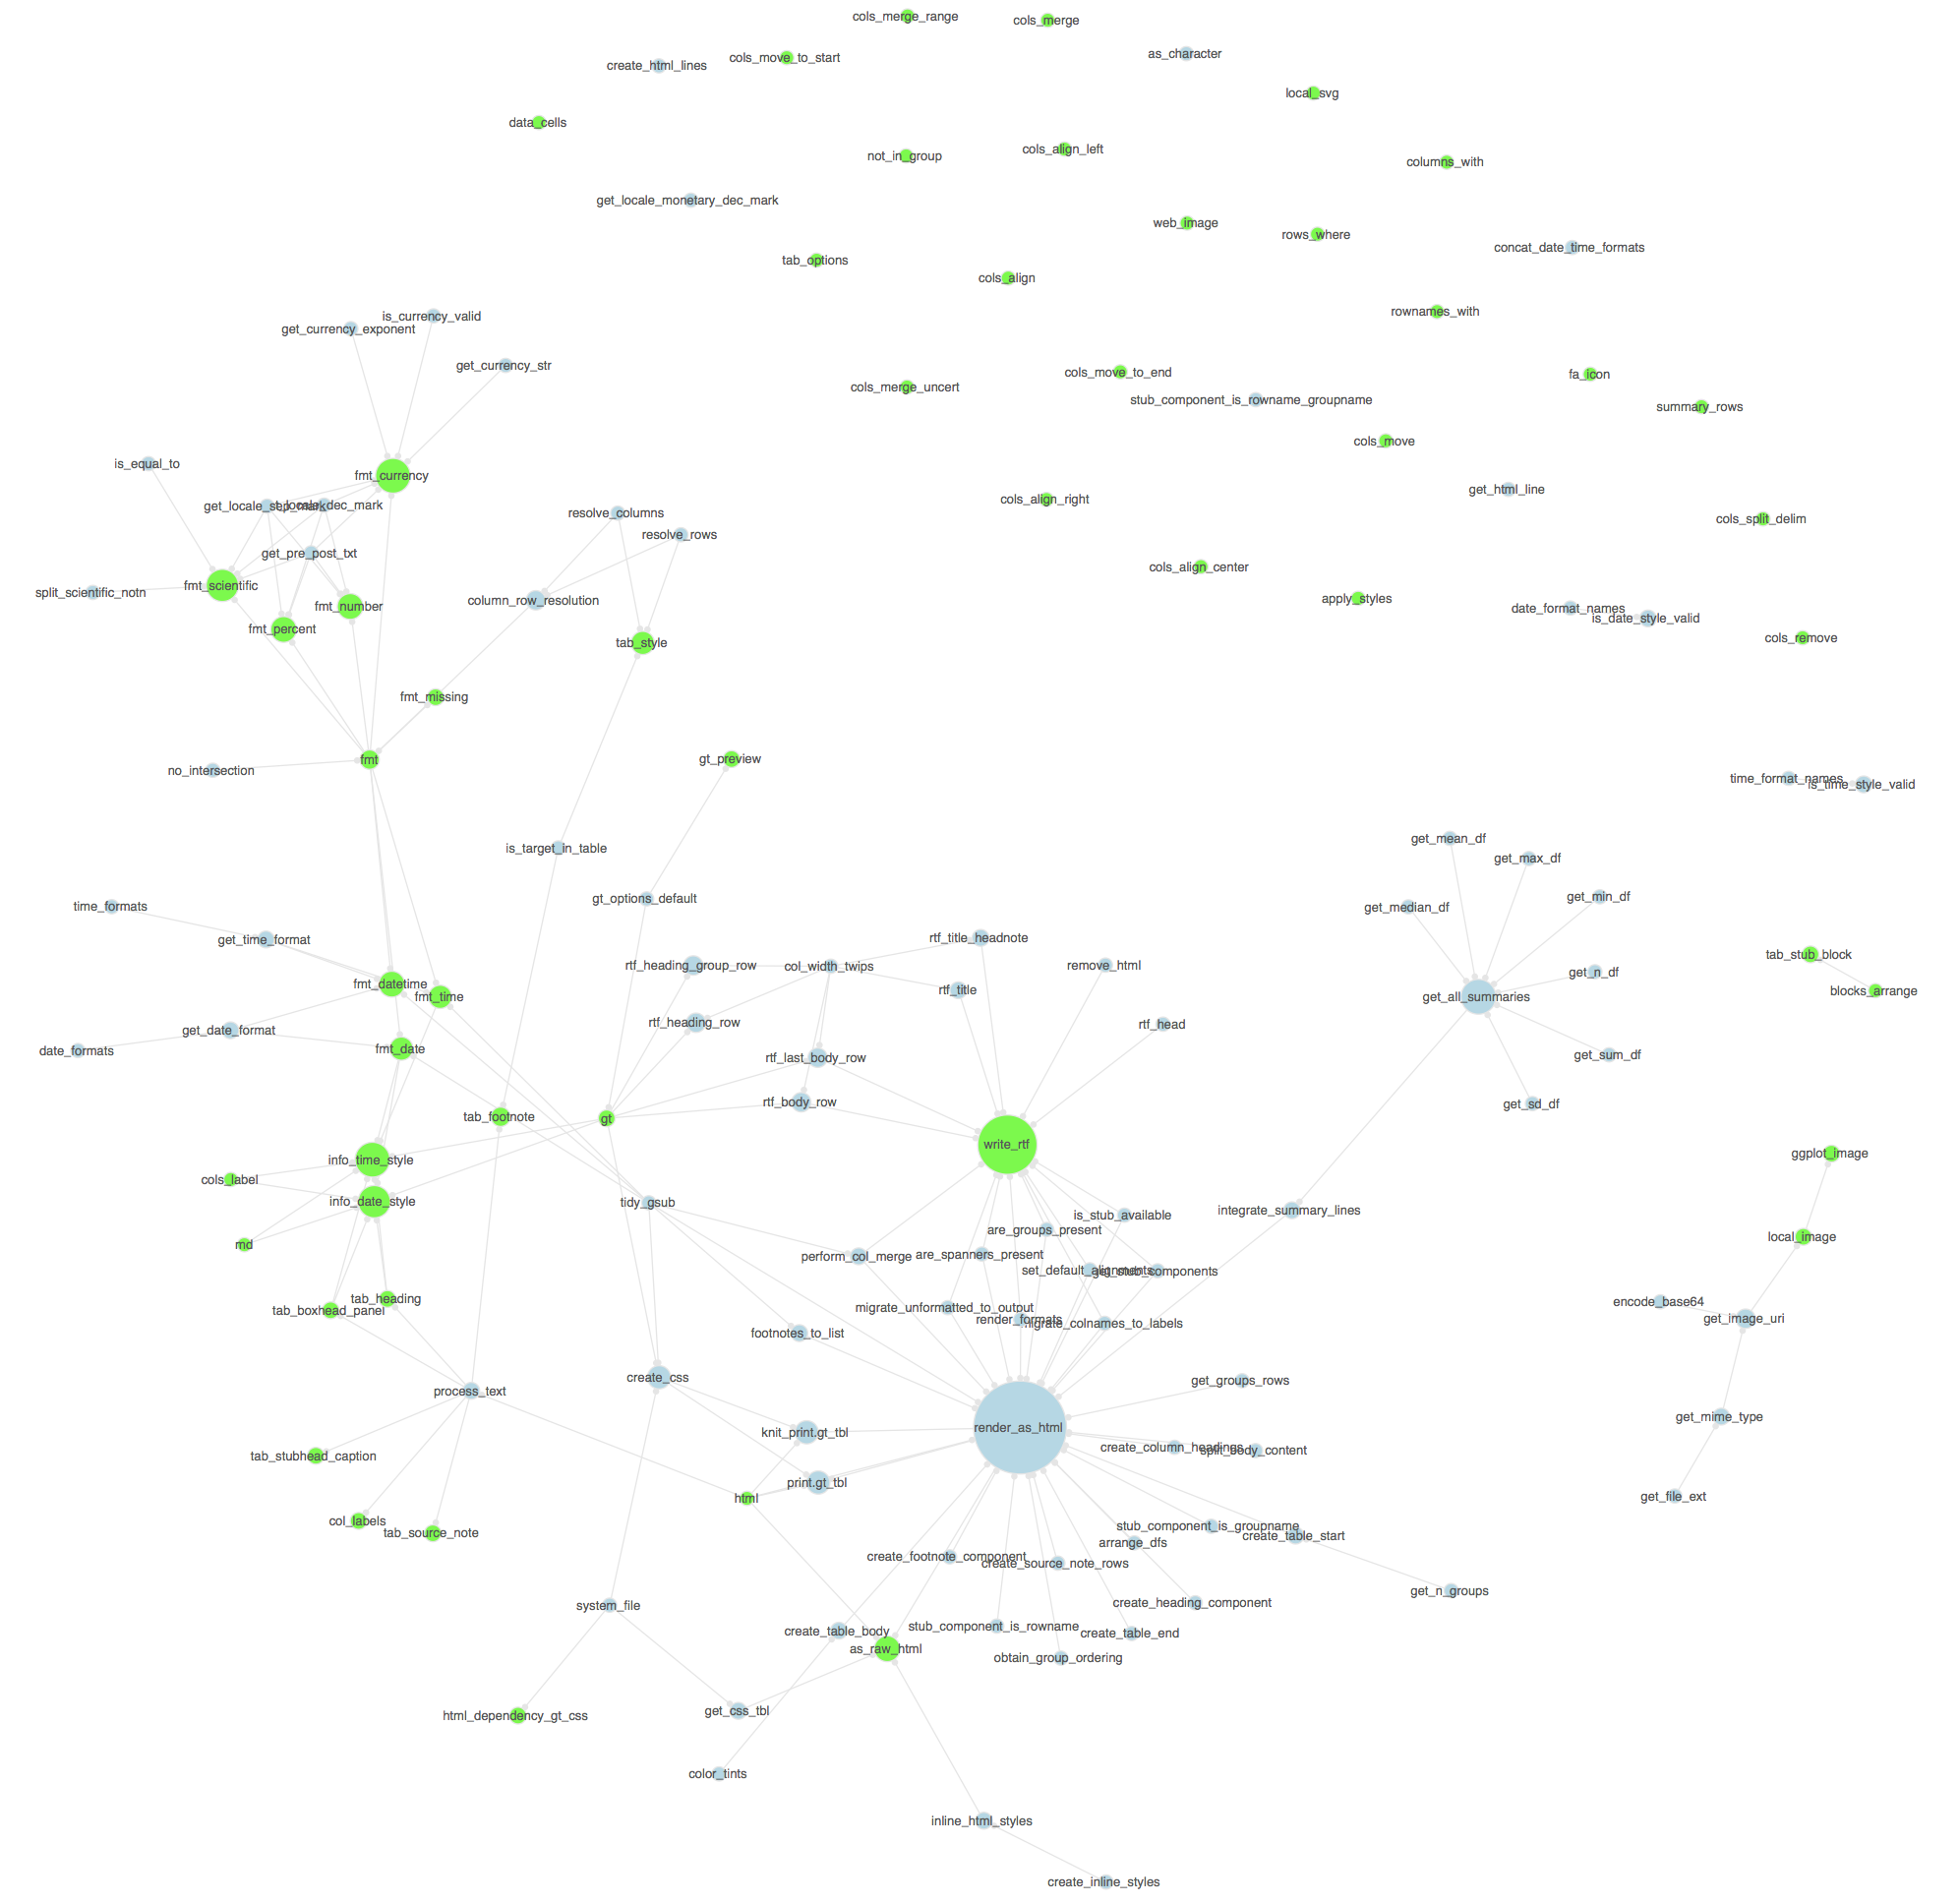 cols_merge_range
cols_merge
as_character
create_html_lines
cols_move_to_start
local_svg
data_cells
not_in_group
cols_align_left
columns_with
get_locale_monetary_dec_mark
web_image
rows_where
concat_date_time_formats
tab_options
cols_align
rownames_with
is_currency_valid
get_currency_exponent
get_currency_str
cols_move_to_end
fa_icon
cols_merge_uncert
stub_component_is_rowname_groupname
summary_rows
cols_move
is_equal_to
fmt_currency
get_html_line
cols_align_right
get_locale_sep_mark
get_locale_dec_mark
resolve_columns
cols_split_delim
resolve_rows
get_pre_post_txt
cols_align_center
fmt_scientific
split_scientific_notn
column_row_resolution
apply_styles
fmt_number
date_format_names
is_date_style_valid
fmt_percent
tab_style
cols_remove
fmt_missing
fmt
gt_preview
no_intersection
time_format_names
is_time_style_valid
get_mean_df
is_target_in_table
get_max_df
gt_options_default
get_min_df
time_formats
get_median_df
get_time_format
rtf_title_headnote
tab_stub_block
rtf_heading_group_row
col_width_twips
remove_html
get_n_df
fmt_datetime
fmt_time
rtf_title
get_all_summaries
blocks_arrange
rtf_heading_row
rtf_head
get_date_format
date_formats
fmt_date
rtf_last_body_row
get_sum_df
rtf_body_row
get_sd_df
tab_footnote
gt
write_rtf
info_time_style
ggplot_image
cols_label
info_date_style
tidy_gsub
integrate_summary_lines
is_stub_available
are_groups_present
local_image
md
perform_col_merge
are_spanners_present
set_default_alignments
get_stub_components
tab_heading
tab_boxhead_panel
encode_base64
migrate_unformatted_to_output
render_formats
migrate_colnames_to_labels
get_image_uri
footnotes_to_list
create_css
get_groups_rows
process_text
get_mime_type
render_as_html
knit_print.gt_tbl
create_column_headings
split_body_content
tab_stubhead_caption
print.gt_tbl
html
get_file_ext
col_labels
tab_source_note
stub_component_is_groupname
create_table_start
arrange_dfs
create_footnote_component
create_source_note_rows
get_n_groups
create_heading_component
system_file
stub_component_is_rowname
create_table_body
create_table_end
as_raw_html
obtain_group_ordering
get_css_tbl
html_dependency_gt_css
color_tints
inline_html_styles
create_inline_styles